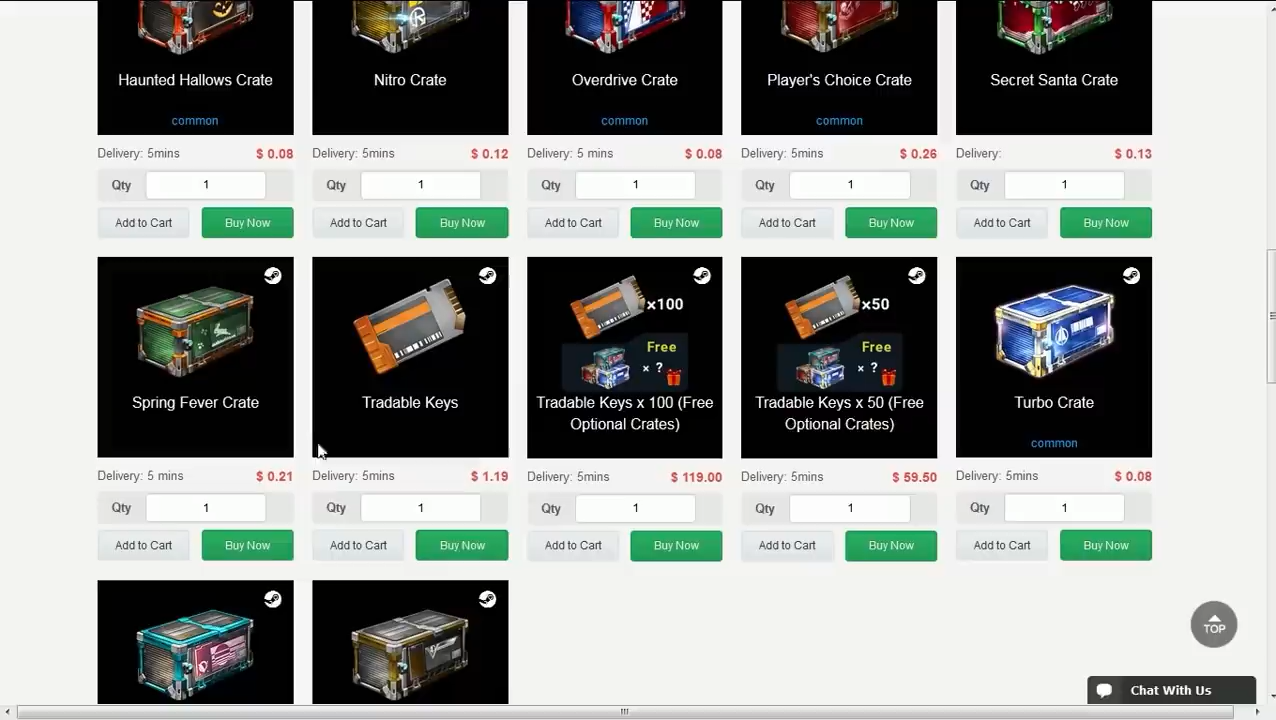 Haunted Hallows Crate
Nitro Crate
Overdrive Crate
Player's Choice Crate
Secret Santa Crate
common
common
common
Delivery: 5mins $ 0.08
Delivery: 5mins $ 0.12
Delivery: 5 mins $ 0.08
Delivery: 5mins $ 0.26
Delivery: $ 0.13
Qty 1
Qty 1
Qty 1
Qty 1
Qty 1
Add to Cart Buy Now
Add to Cart Buy Now
Add to Cart Buy Now
Add to Cart Buy Now
Add to Cart Buy Now
Spring Fever Crate
Tradable Keys
×100
Free
× ?
Tradable Keys x 100 (Free
Optional Crates)
×50
Free
× ?
Tradable Keys x 50 (Free
Optional Crates)
Turbo Crate
common
Delivery: 5 mins $ 0.21
Delivery: 5mins $ 1.19
Delivery: 5mins $ 119.00
Delivery: 5mins $ 59.50
Delivery: 5mins $ 0.08
Qty 1
Qty 1
Qty 1
Qty 1
Qty 1
Add to Cart Buy Now
Add to Cart Buy Now
Add to Cart Buy Now
Add to Cart Buy Now
Add to Cart Buy Now
TOP
Chat With Us